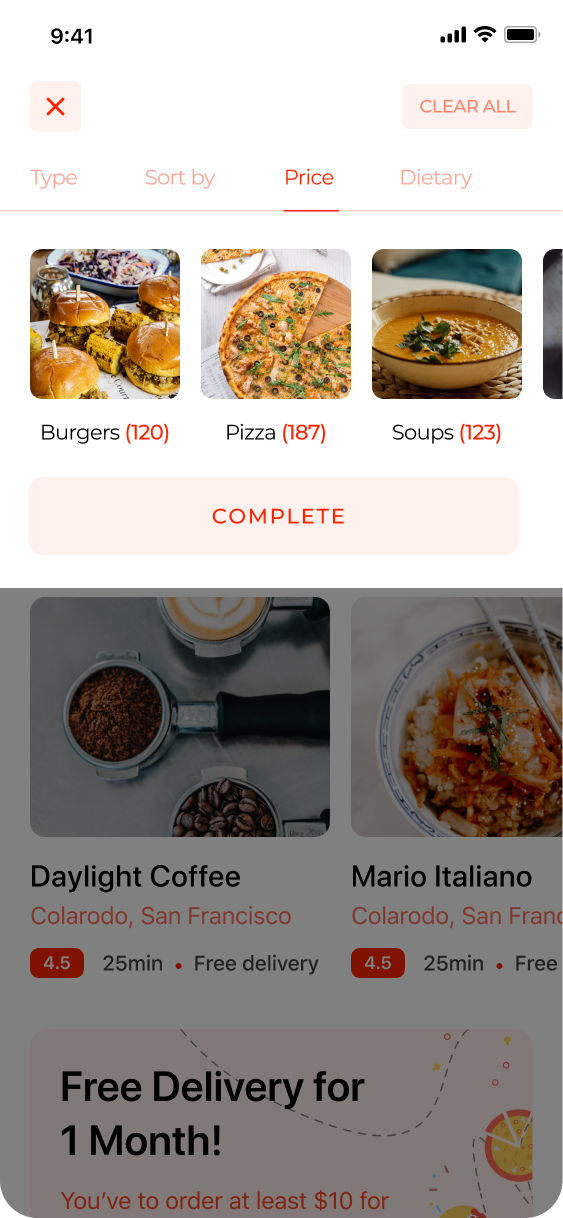 9:41
CLEAR ALL
Type Sort by Price Dietary
Burgers (120) Pizza (187) Soups (123)
COMPLETE
Daylight Coffee Mario Italiano
Colarodo, San Francisco Colarodo, San Franc
4.5 25min • Free delivery 4.5 25min • Free
Free Delivery for
1 Month!
You've to order at least $10 for